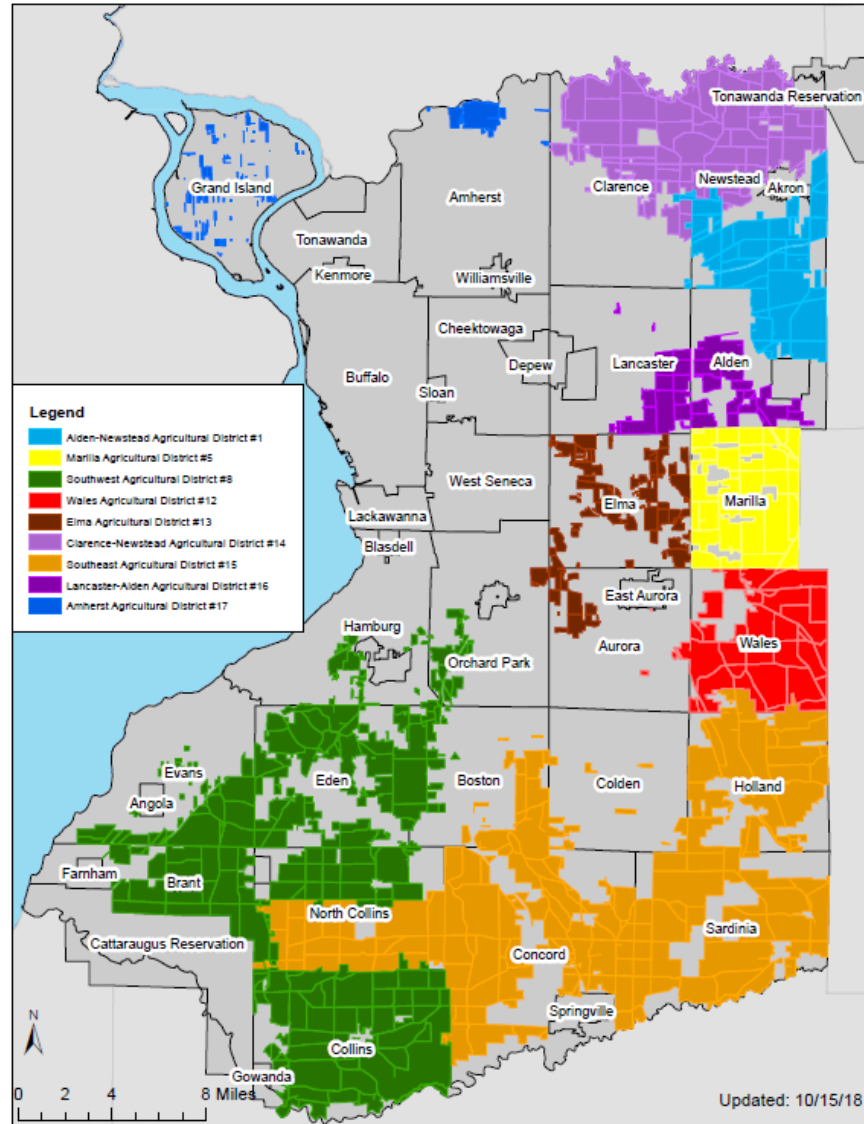 Tonawanda Reservation
Grand Island
Clarence
Newstead
Akron
Amherst
Tonawanda
Kenmore
Williamsville
Cheektowaga
Depew
Lancaster
Alden
Buffalo
Sloan
Legend
Alden-Newstead Agricultural District #1
Marilla Agricultural District #5
Southwest Agricultural District #8
Wales Agricultural District #12
Elma Agricultural District #13
Clarence-Newstead Agricultural District #14
Southeast Agricultural District #15
Lancaster-Alden Agricultural District #16
Amherst Agricultural District #17
West Seneca
Elma
Marilla
Lackawanna
Blasdell
East Aurora
Hamburg
Orchard Park
Aurora
Wales
Evans
Angola
Eden
Boston
Colden
Holland
Farnham
Brant
North Collins
Sardinia
Cattaraugus Reservation
Concord
Springville
N
Collins
Gowanda
0 2 4 8 Miles
Updated: 10/15/18